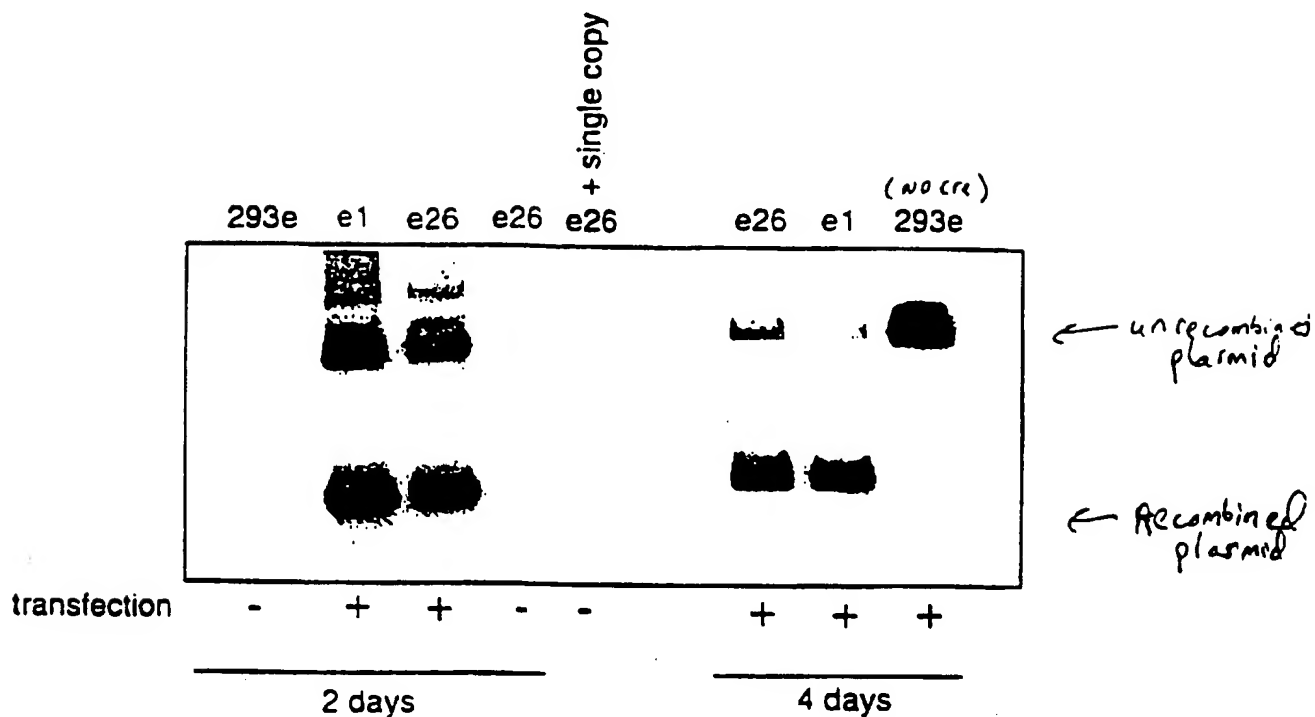 + single copy
(no cre)
293e e1 e26 e26 e26 e26 e1 293e
← unrecombined
plasmid
← Recombined
plasmid
transfection - + + - - + + +
2 days 4 days